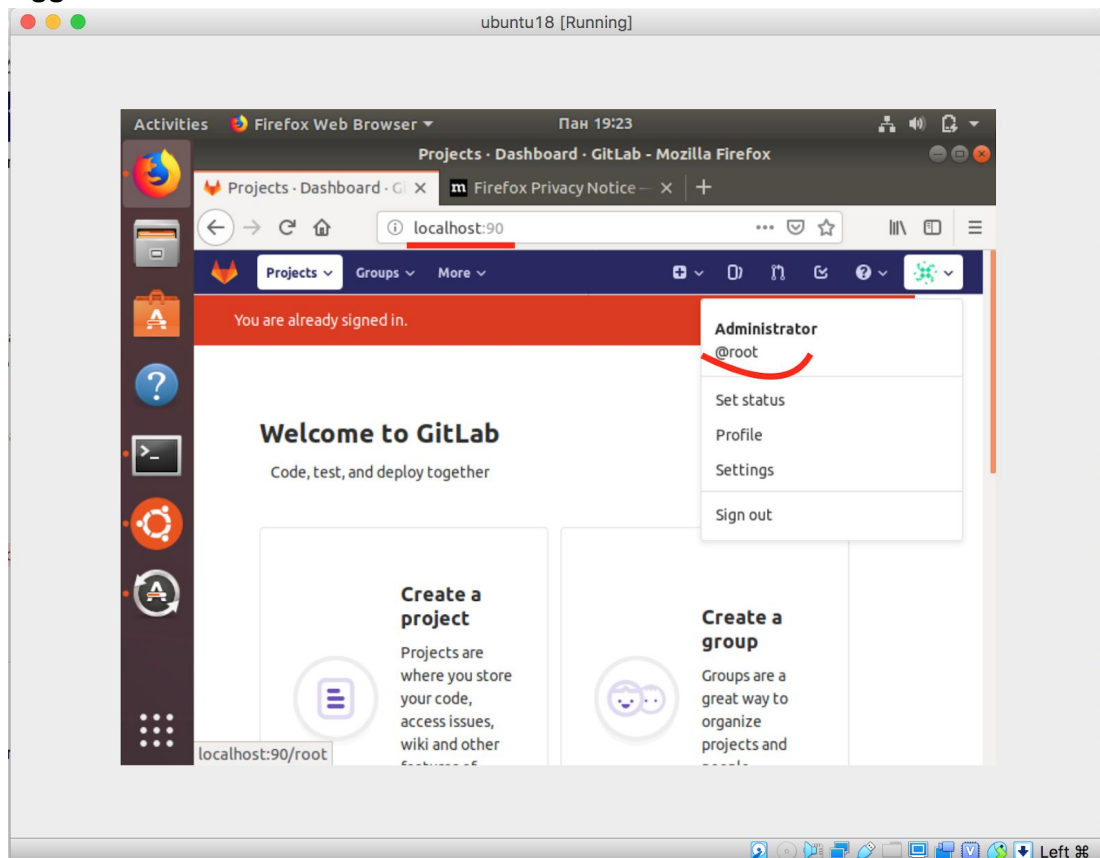 ubuntu18 [Running]
Activities Firefox Web Browser Пан 19:23
Projects · Dashboard · GitLab - Mozilla Firefox
Projects · Dashboard · G m Firefox Privacy Notice —
localhost:90
Projects Groups More
You are already signed in.
Administrator
@root
Set status
Profile
Settings
Sign out
Welcome to GitLab
Code, test, and deploy together
Create a
project
Projects are
where you store
your code,
access issues,
wiki and other
Create a
group
Groups are a
great way to
organize
projects and
localhost:90/root
Left ⌘